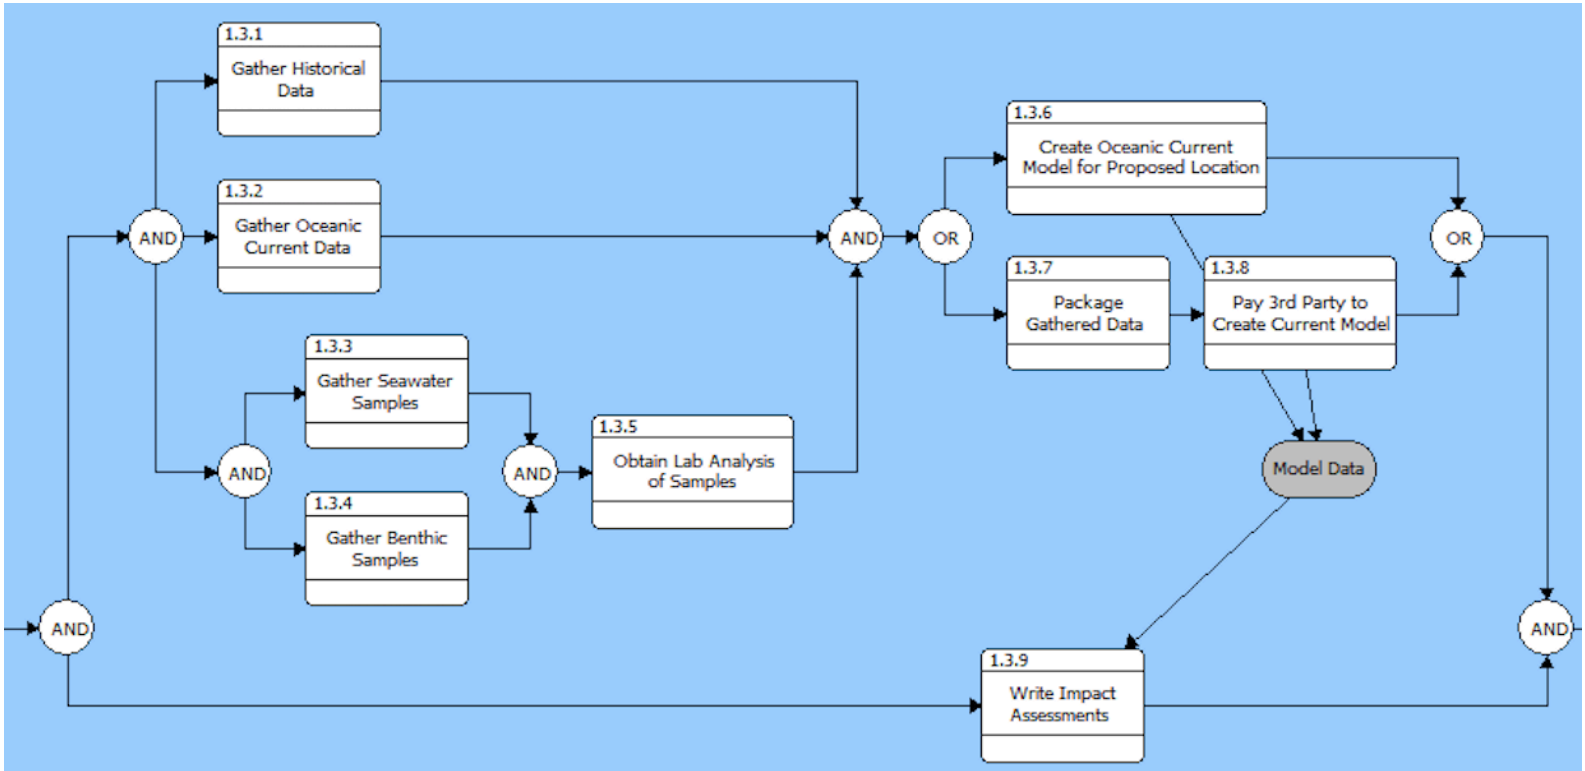 1.3.1
Gather Historical
Data
1.3.2
Gather Oceanic
Current Data
1.3.3
Gather Seawater
Samples
1.3.4
Gather Benthic
Samples
1.3.5
Obtain Lab Analysis
of Samples
1.3.6
Create Oceanic Current
Model for Proposed Location
1.3.7
Package
Gathered Data
1.3.8
Pay 3rd Party to
Create Current Model
1.3.9
Write Impact
Assessments
Model Data
AND
AND
AND
AND
AND
OR
OR
AND